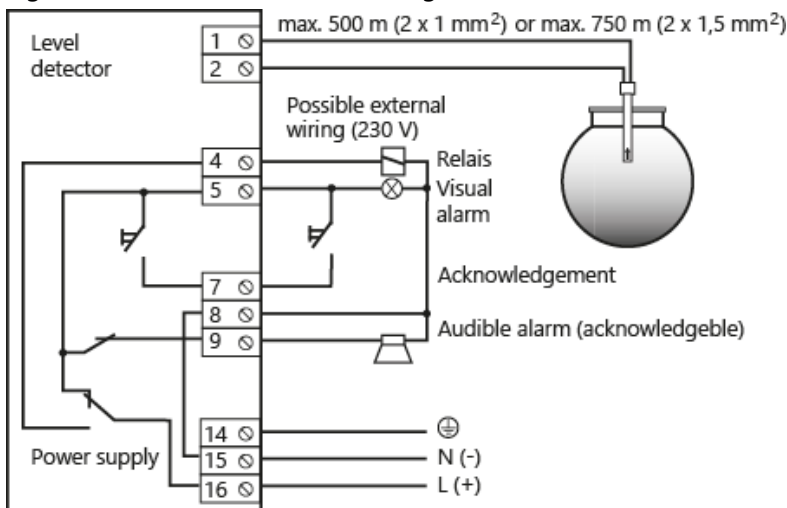 max. 500 m (2 x 1 mm²) or max. 750 m (2 x 1,5 mm²)
Level
detector
1
2
Possible external
wiring (230 V)
4
Relais
5
Visual
alarm
7
Acknowledgement
8
9
Audible alarm (acknowledgeble)
14
Power supply
15
N (-)
16
L (+)